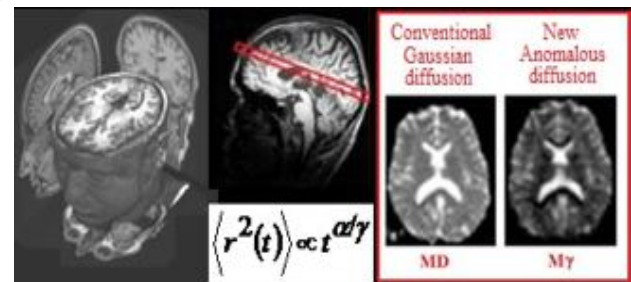 ⟨r²(t)⟩∝t^α/γ
Conventional
Gaussian
diffusion
New
Anomalous
diffusion
MD
Mγ